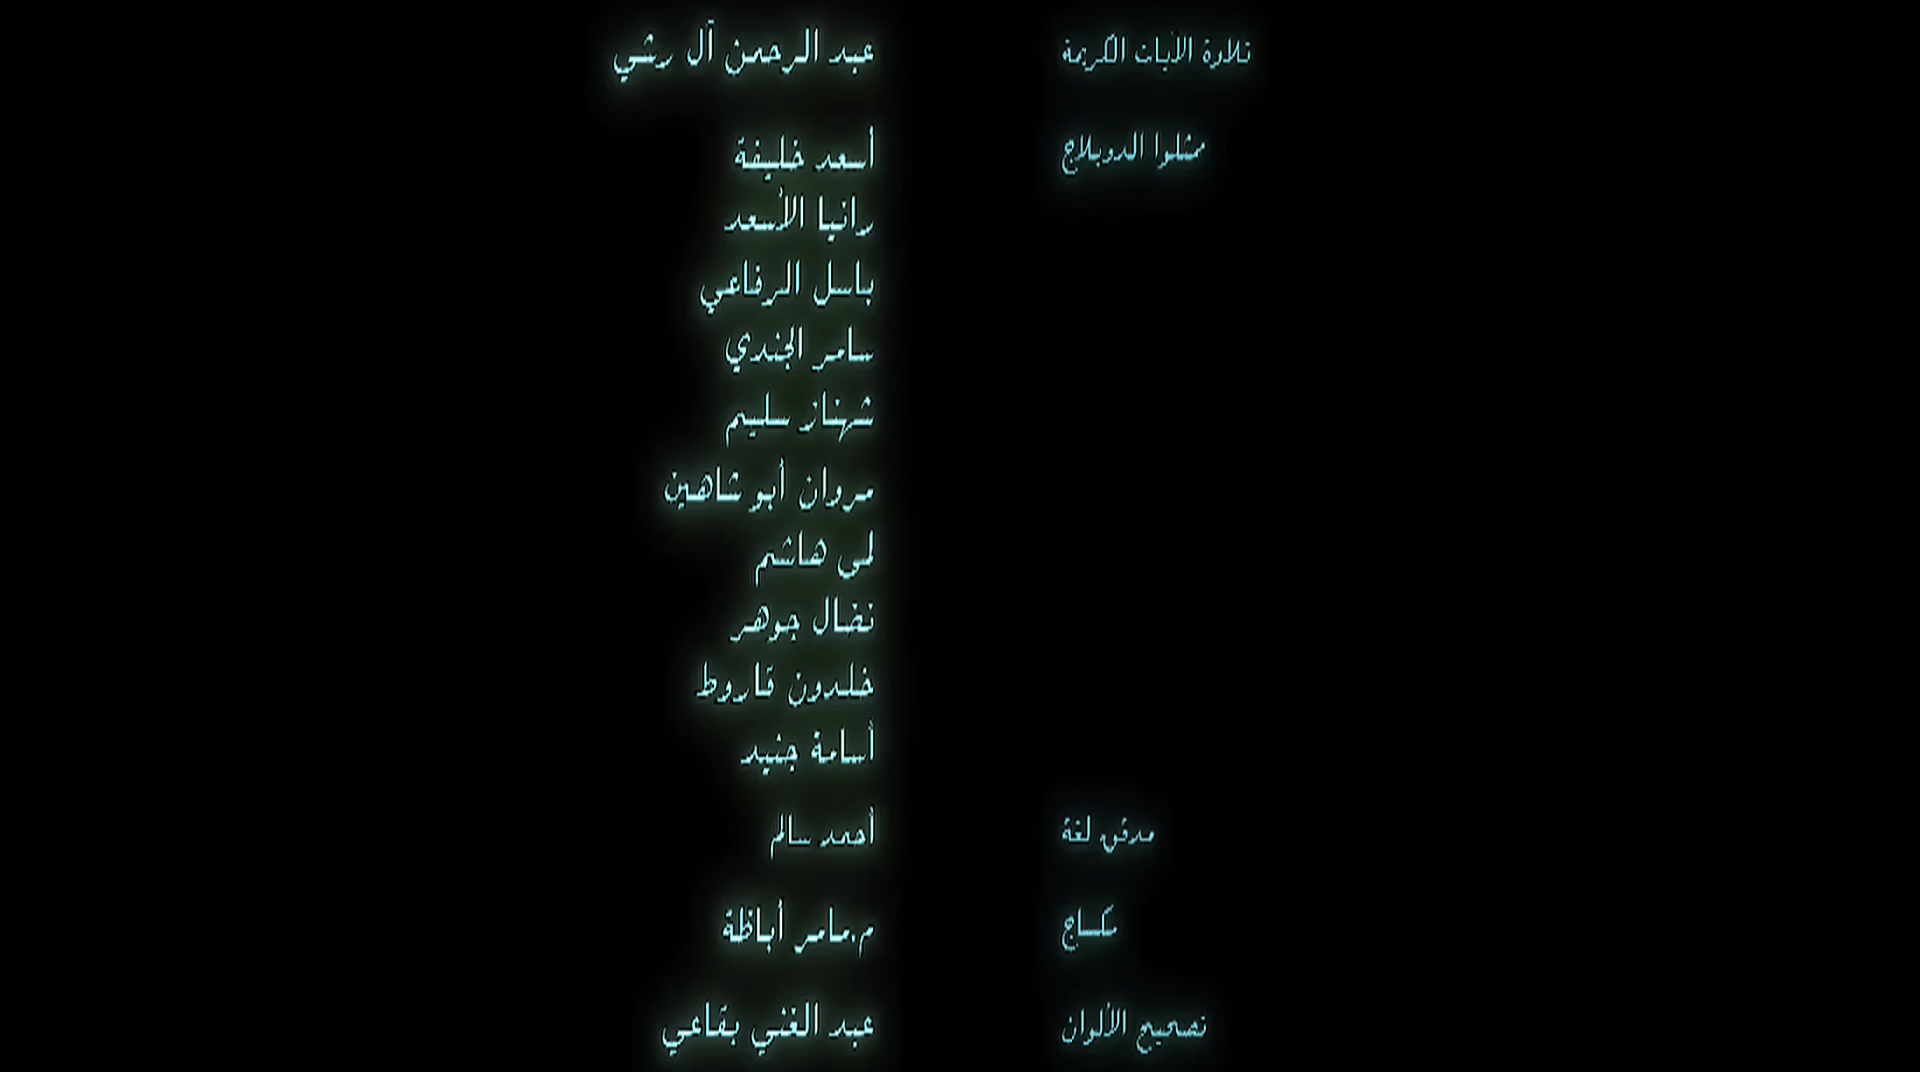 تلاوة الآيات الكريمة عبد الرحمن آل رشي
ممثلوا الدوبلاج أسعد خليفة
رانيا الأسعد
باسل الرفاعي
سامر الجندي
شهناز سليم
مروان أبو شاهين
لمى هاشم
نضال جوهر
خلدون قاروط
أسامة جنيد
مدقق لغة أحمد سالم
مكساج م.سامر أباظة
تصحيح الألوان عبد الغني بقاعي